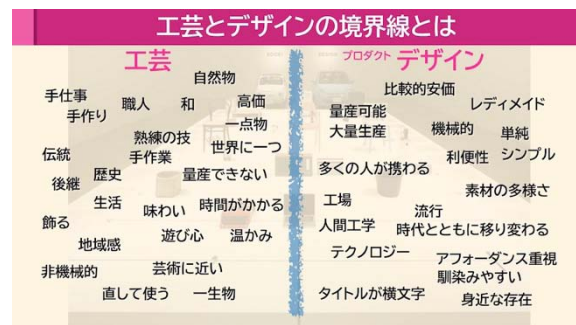 工芸とデザインの境界線とは
工芸
自然物
手仕事
職人
和
高価
手作り
一点物
熟練の技
世界に一つ
伝統
手作業
歴史
量産できない
後継
生活
味わい
時間がかかる
飾る
遊び心
温かみ
地域感
非機械的
芸術に近い
直して使う
一生物
プロダクト デザイン
比較的安価
レディメイド
量産可能
大量生産
機械的
単純
利便性
シンプル
多くの人が携わる
素材の多様さ
工場
流行
人間工学
時代とともに移り変わる
テクノロジー
アフォーダンス重視
馴染みやすい
タイトルが横文字
身近な存在